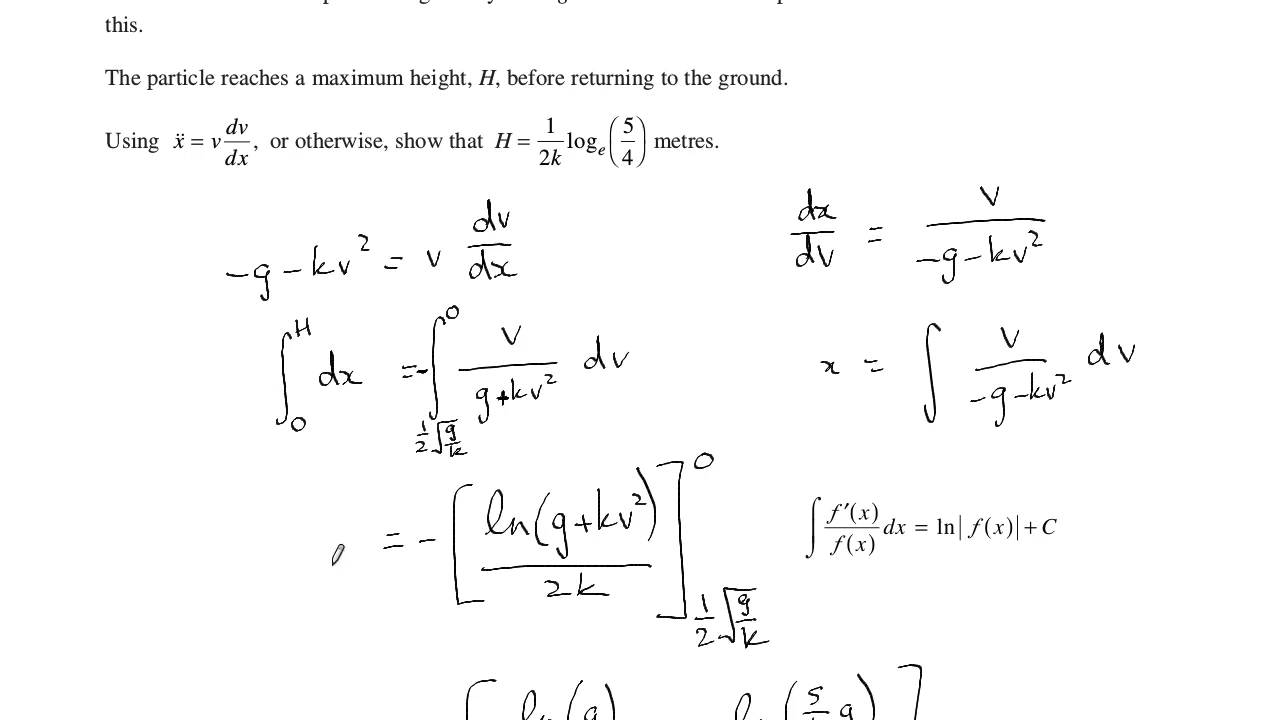 this.
The particle reaches a maximum height, H, before returning to the ground.
Using ẍ = v dv/dx, or otherwise, show that H = 1/2k logₑ(5/4) metres.
-g - kv² = v dv/dx
dx/dv = v/(-g-kv²)
∫₀ᴴ dx = -∫_{½√(g/k)}^0 v/(g+kv²) dv
x = ∫ v/(-g-kv²) dv
= -[ln(g+kv²)/2k]_{½√(g/k)}^0
∫ f′(x)/f(x) dx = ln|f(x)| + C